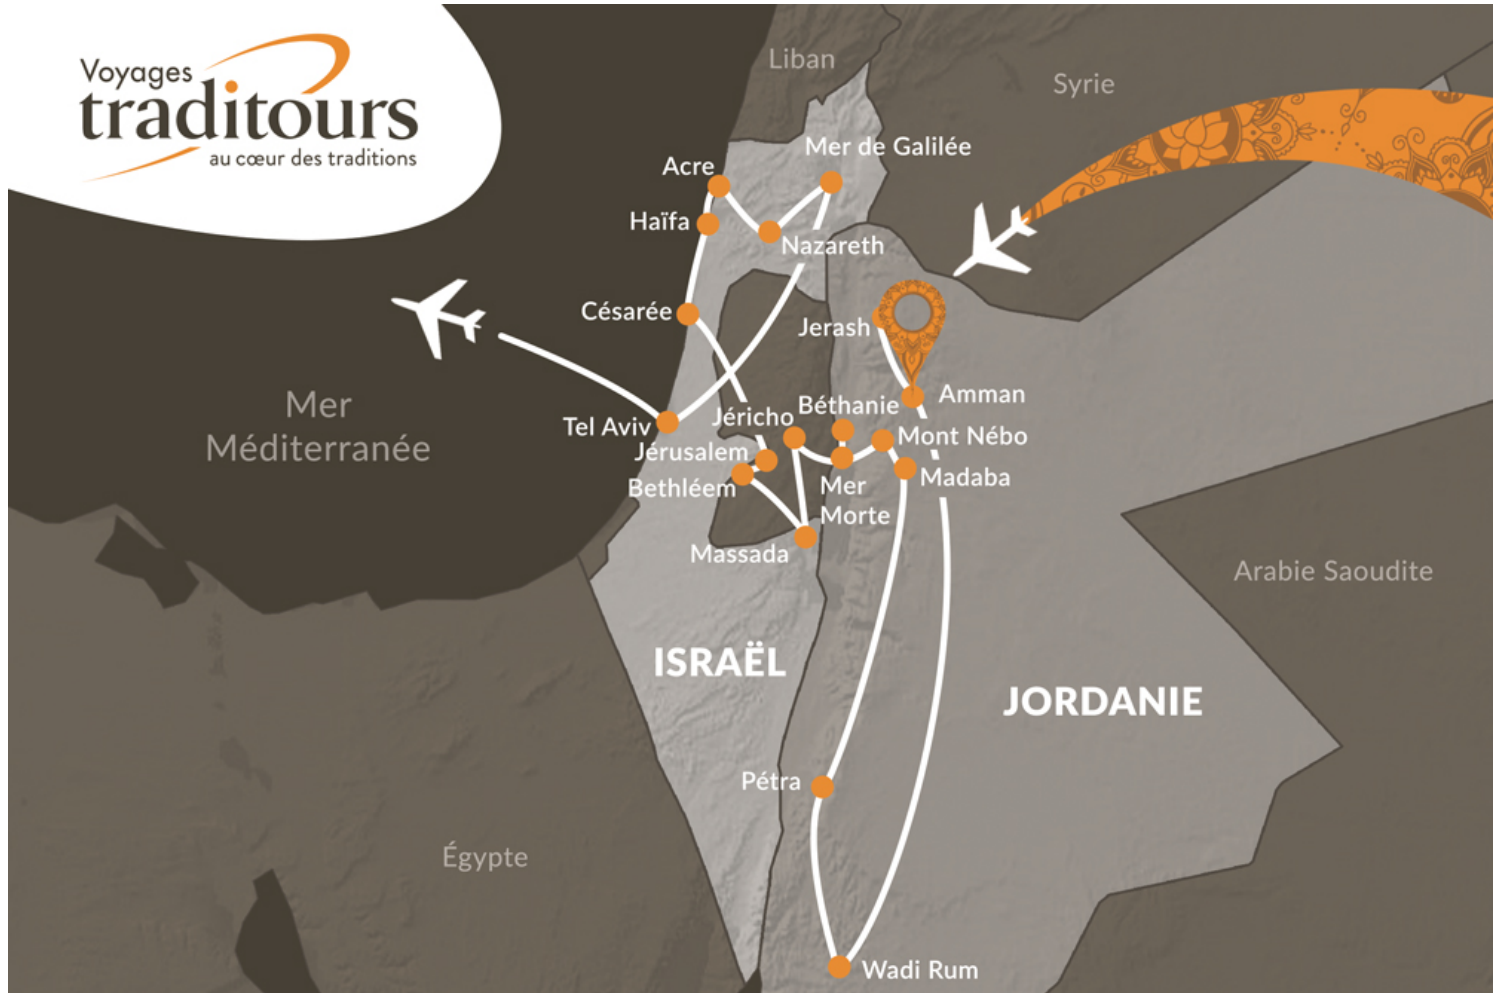 Voyages
traditours
au cœur des traditions
Liban
Syrie
Mer de Galilée
Acre
Haïfa
Nazareth
Césarée
Jerash
Amman
Mer
Méditerranée
Tel Aviv
Jéricho
Béthanie
Mont Nébo
Jérusalem
Bethléem
Madaba
Mer
Morte
Massada
Arabie Saoudite
ISRAËL
JORDANIE
Pétra
Égypte
Wadi Rum